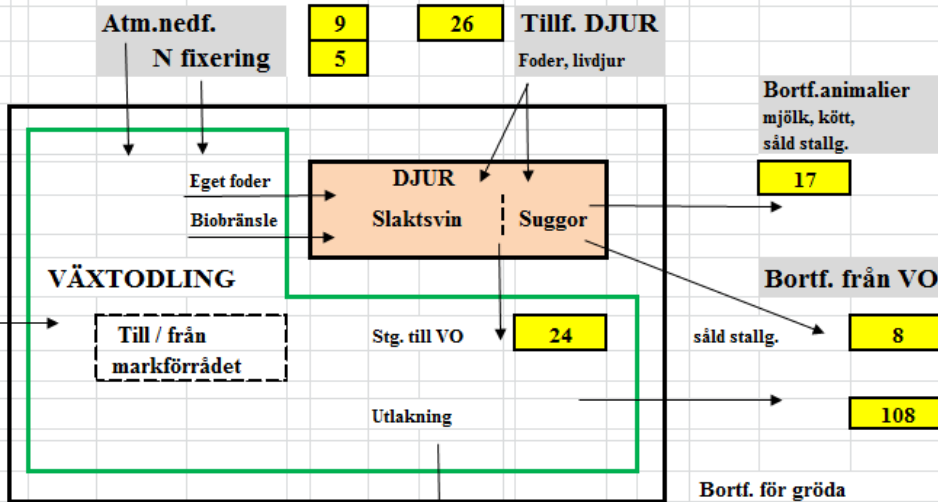 Atm.nedf.
9
26
Tillf. DJUR
N fixering
5
Foder, livdjur
Bortf.animalier
mjölk, kött,
såld stallg.
17
Eget foder
DJUR
Biobränsle
Slaktsvin
Suggor
VÄXTODLING
Bortf. från VO
Till / från
markförrådet
Stg. till VO
24
såld stallg.
8
Utlakning
108
Bortf. för gröda